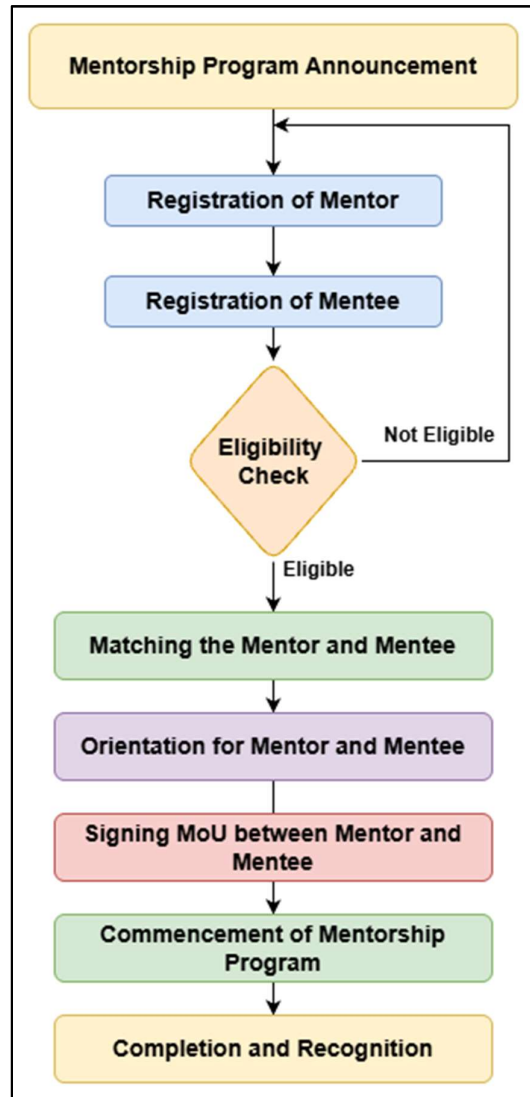 Mentorship Program Announcement
Registration of Mentor
Registration of Mentee
Eligibility
Check
Not Eligible
Eligible
Matching the Mentor and Mentee
Orientation for Mentor and Mentee
Signing MoU between Mentor and
Mentee
Commencement of Mentorship
Program
Completion and Recognition